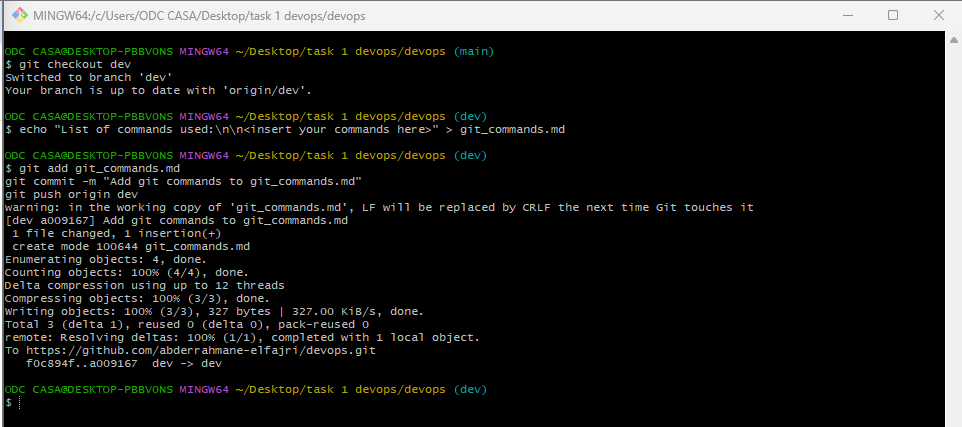 MINGW64:/c/Users/ODC CASA/Desktop/task 1 devops/devops
ODC CASA@DESKTOP-PBBV0NS MINGW64 ~/Desktop/task 1 devops/devops (main)
$ git checkout dev
Switched to branch 'dev'
Your branch is up to date with 'origin/dev'.
ODC CASA@DESKTOP-PBBV0NS MINGW64 ~/Desktop/task 1 devops/devops (dev)
$ echo "List of commands used:\n\n<insert your commands here>" > git_commands.md
ODC CASA@DESKTOP-PBBV0NS MINGW64 ~/Desktop/task 1 devops/devops (dev)
$ git add git_commands.md
git commit -m "Add git commands to git_commands.md"
git push origin dev
warning: in the working copy of 'git_commands.md', LF will be replaced by CRLF the next time Git touches it
[dev a009167] Add git commands to git_commands.md
 1 file changed, 1 insertion(+)
 create mode 100644 git_commands.md
Enumerating objects: 4, done.
Counting objects: 100% (4/4), done.
Delta compression using up to 12 threads
Compressing objects: 100% (3/3), done.
Writing objects: 100% (3/3), 327 bytes | 327.00 KiB/s, done.
Total 3 (delta 1), reused 0 (delta 0), pack-reused 0
remote: Resolving deltas: 100% (1/1), completed with 1 local object.
To https://github.com/abderrahmane-elfajri/devops.git
   f0c894f..a009167  dev -> dev
ODC CASA@DESKTOP-PBBV0NS MINGW64 ~/Desktop/task 1 devops/devops (dev)
$